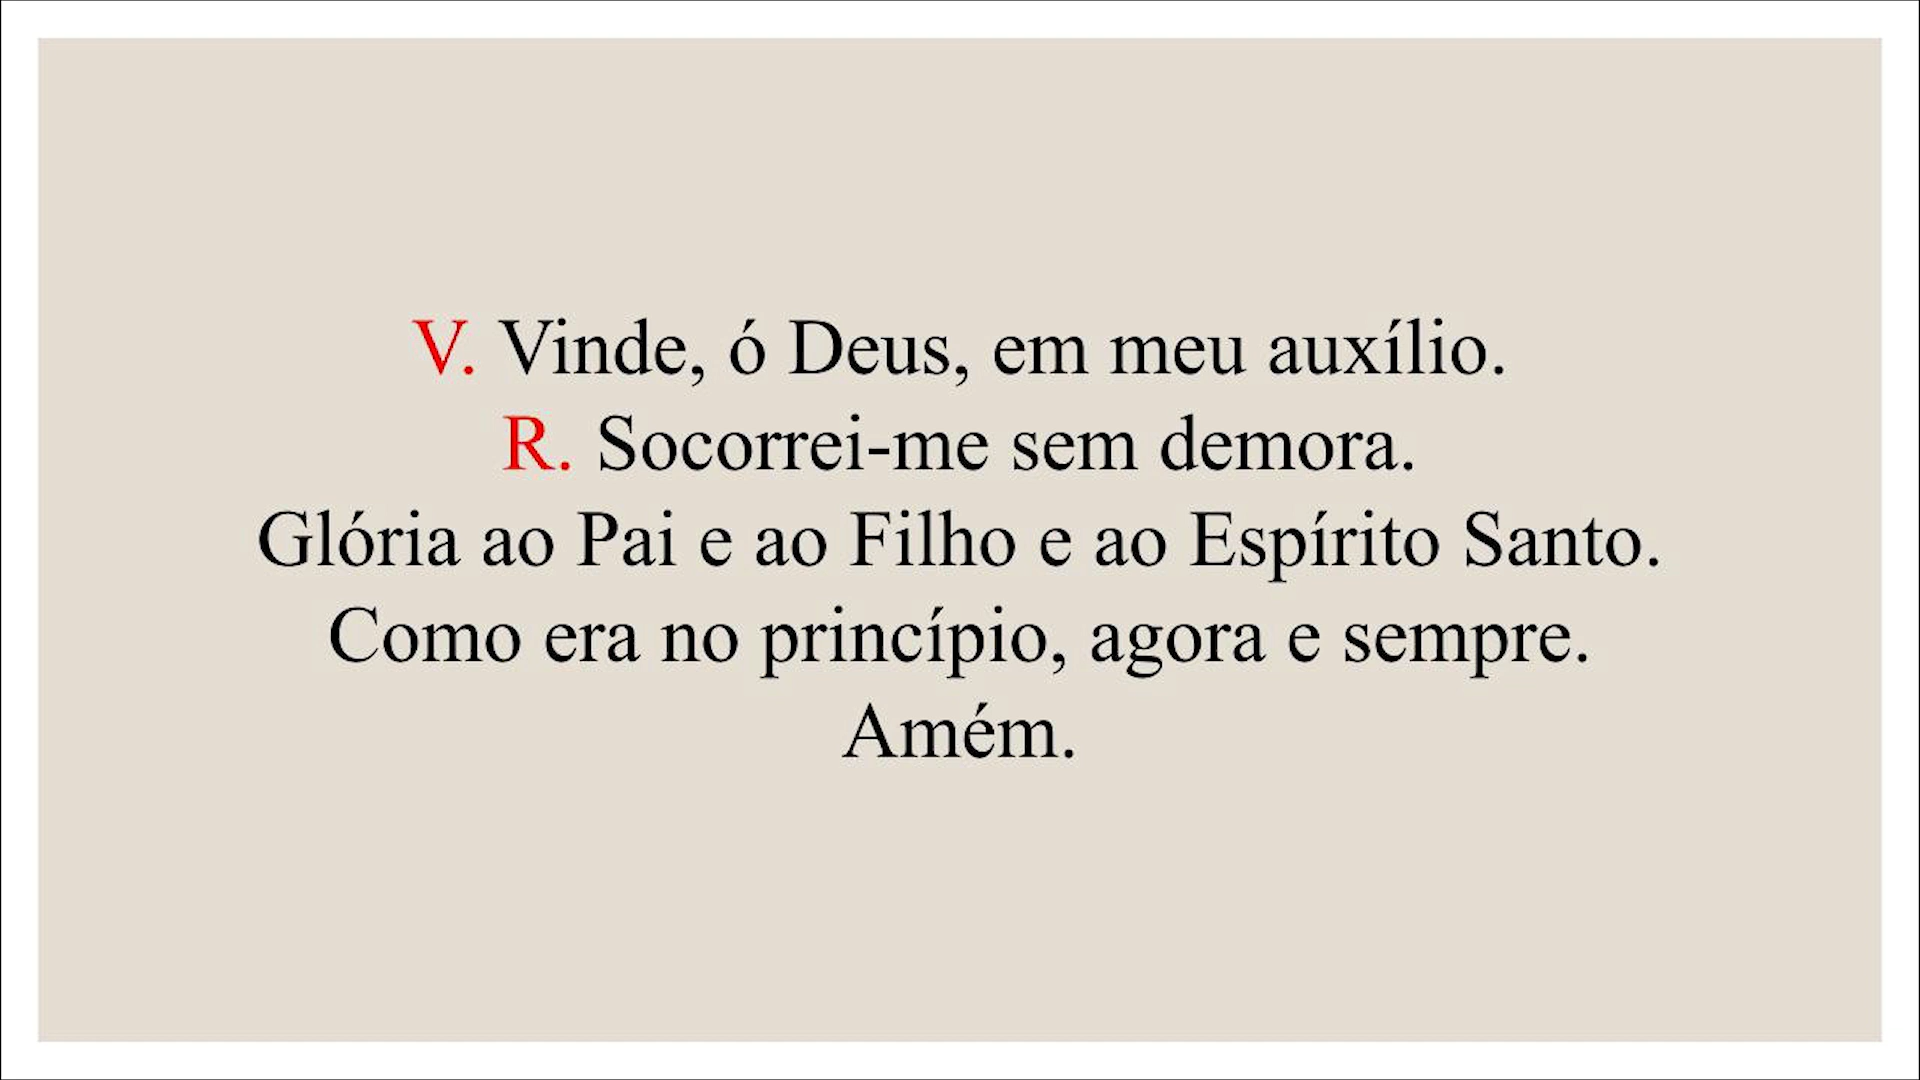 V. Vinde, ó Deus, em meu auxílio.
R. Socorrei-me sem demora.
Glória ao Pai e ao Filho e ao Espírito Santo.
Como era no princípio, agora e sempre.
Amém.